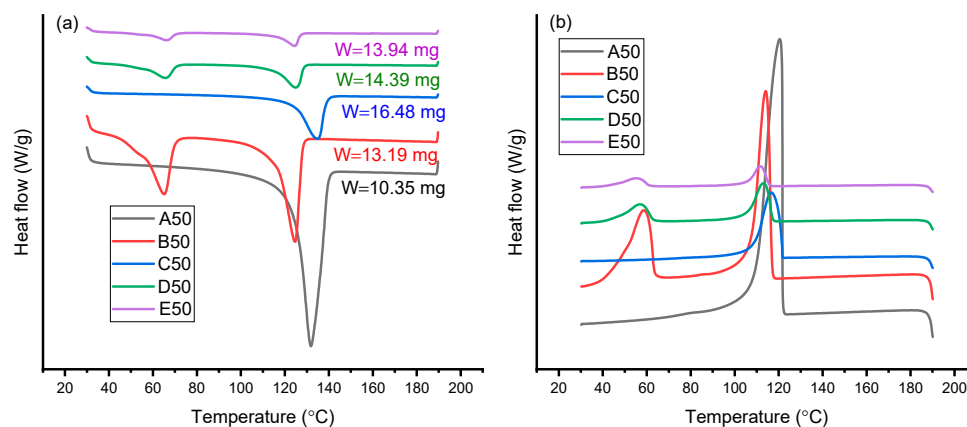 (a)
W=13.94 mg
W=14.39 mg
W=16.48 mg
W=13.19 mg
W=10.35 mg
A50
B50
C50
D50
E50
Heat flow (W/g)
20 40 60 80 100 120 140 160 180 200
Temperature (°C)
(b)
A50
B50
C50
D50
E50
Heat flow (W/g)
20 40 60 80 100 120 140 160 180 200
Temperature (°C)